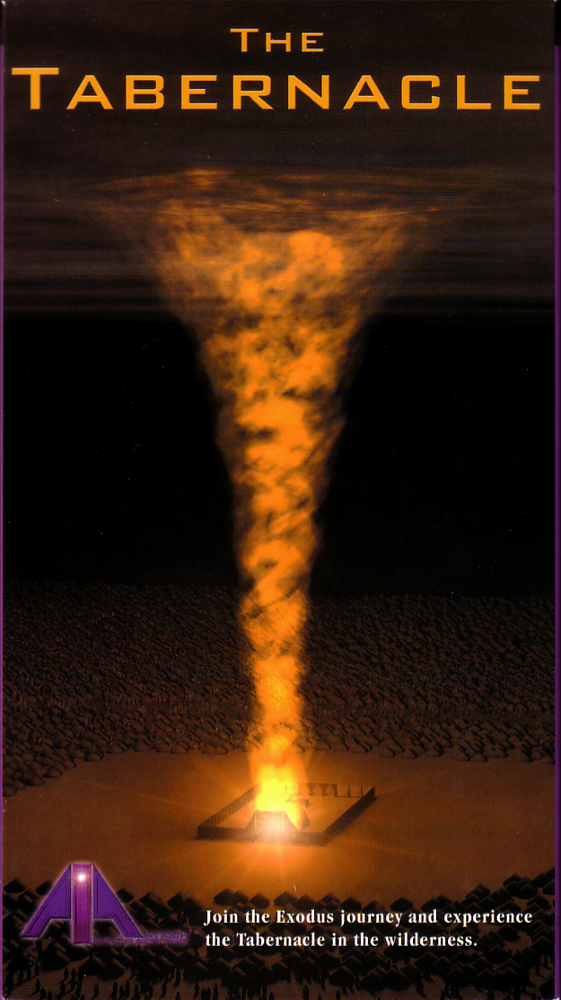 THE
TABERNACLE
Join the Exodus journey and experience
the Tabernacle in the wilderness.